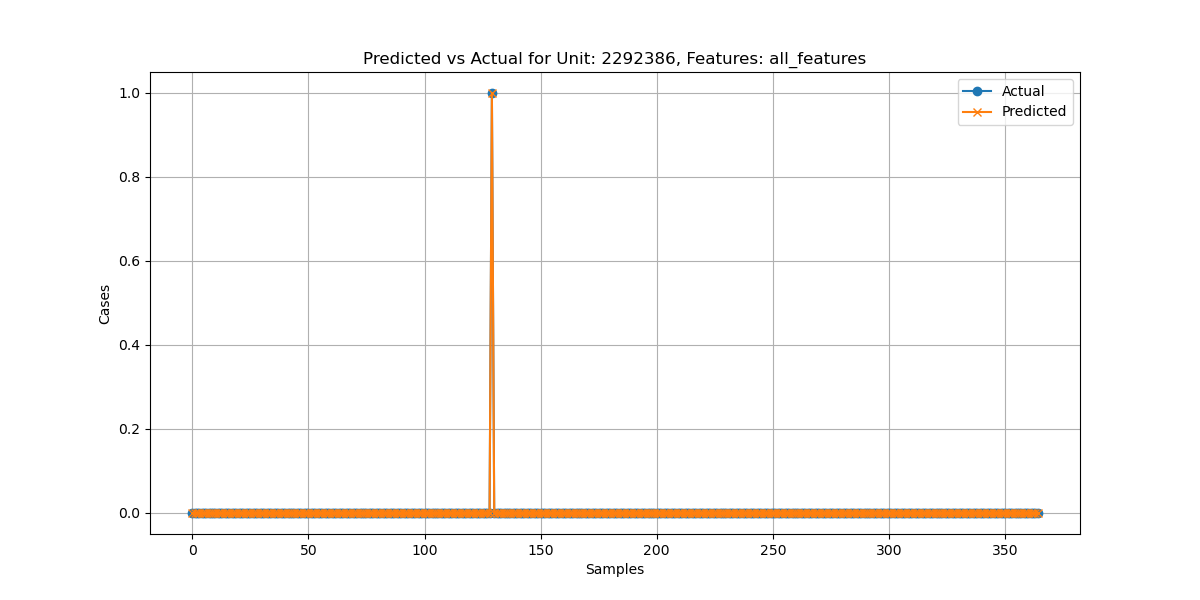 Predicted vs Actual for Unit: 2292386, Features: all_features
Actual
Predicted
1.0
0.8
0.6
0.4
0.2
0.0
Cases
0 50 100 150 200 250 300 350
Samples